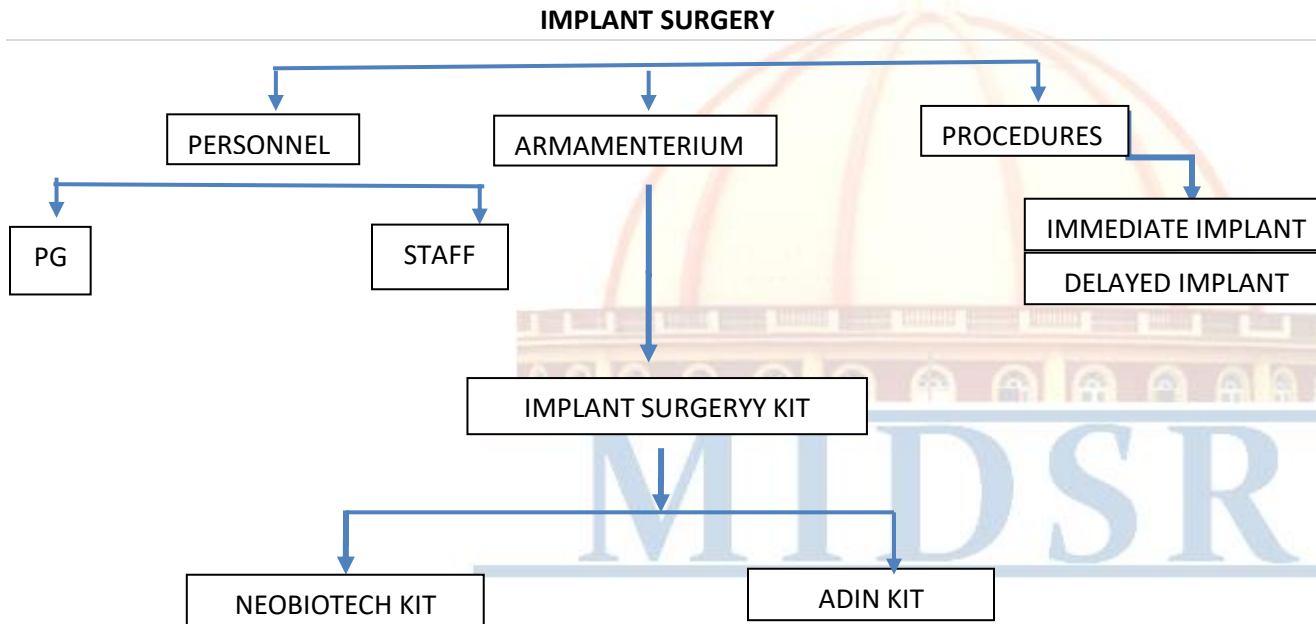 IMPLANT SURGERY
PERSONNEL
ARMAMENTERIUM
PROCEDURES
PG
STAFF
IMMEDIATE IMPLANT
DELAYED IMPLANT
IMPLANT SURGERYY KIT
MIDSR
NEOBIOTECH KIT
ADIN KIT